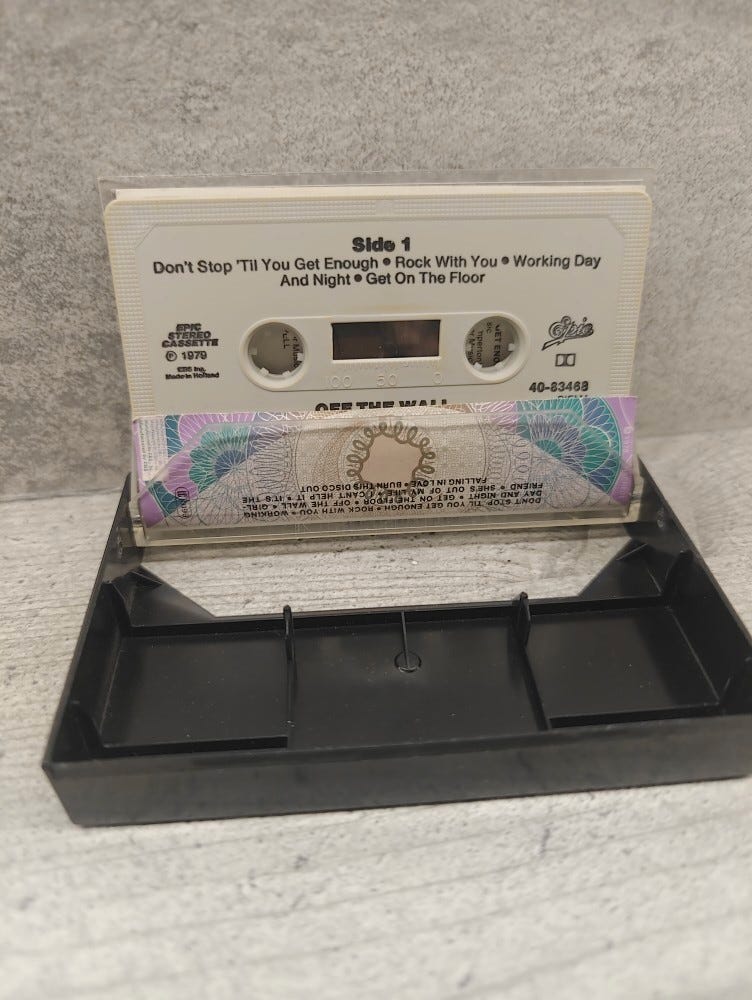 Side 1
Don't Stop 'Til You Get Enough • Rock With You • Working Day
And Night • Get On The Floor
EPIC
STEREO
CASSETTE
℗ 1979
CBS Inc.
Made in Holland
100 50 0
Epic
40-83468
OFF THE WALL
DON'T STOP 'TIL YOU GET ENOUGH • ROCK WITH YOU • WORKING
DAY AND NIGHT • GET ON THE FLOOR • OFF THE WALL • GIRL-
FRIEND • SHE'S OUT OF MY LIFE • I CAN'T HELP IT • IT'S THE
FALLING IN LOVE • BURN THIS DISCO OUT